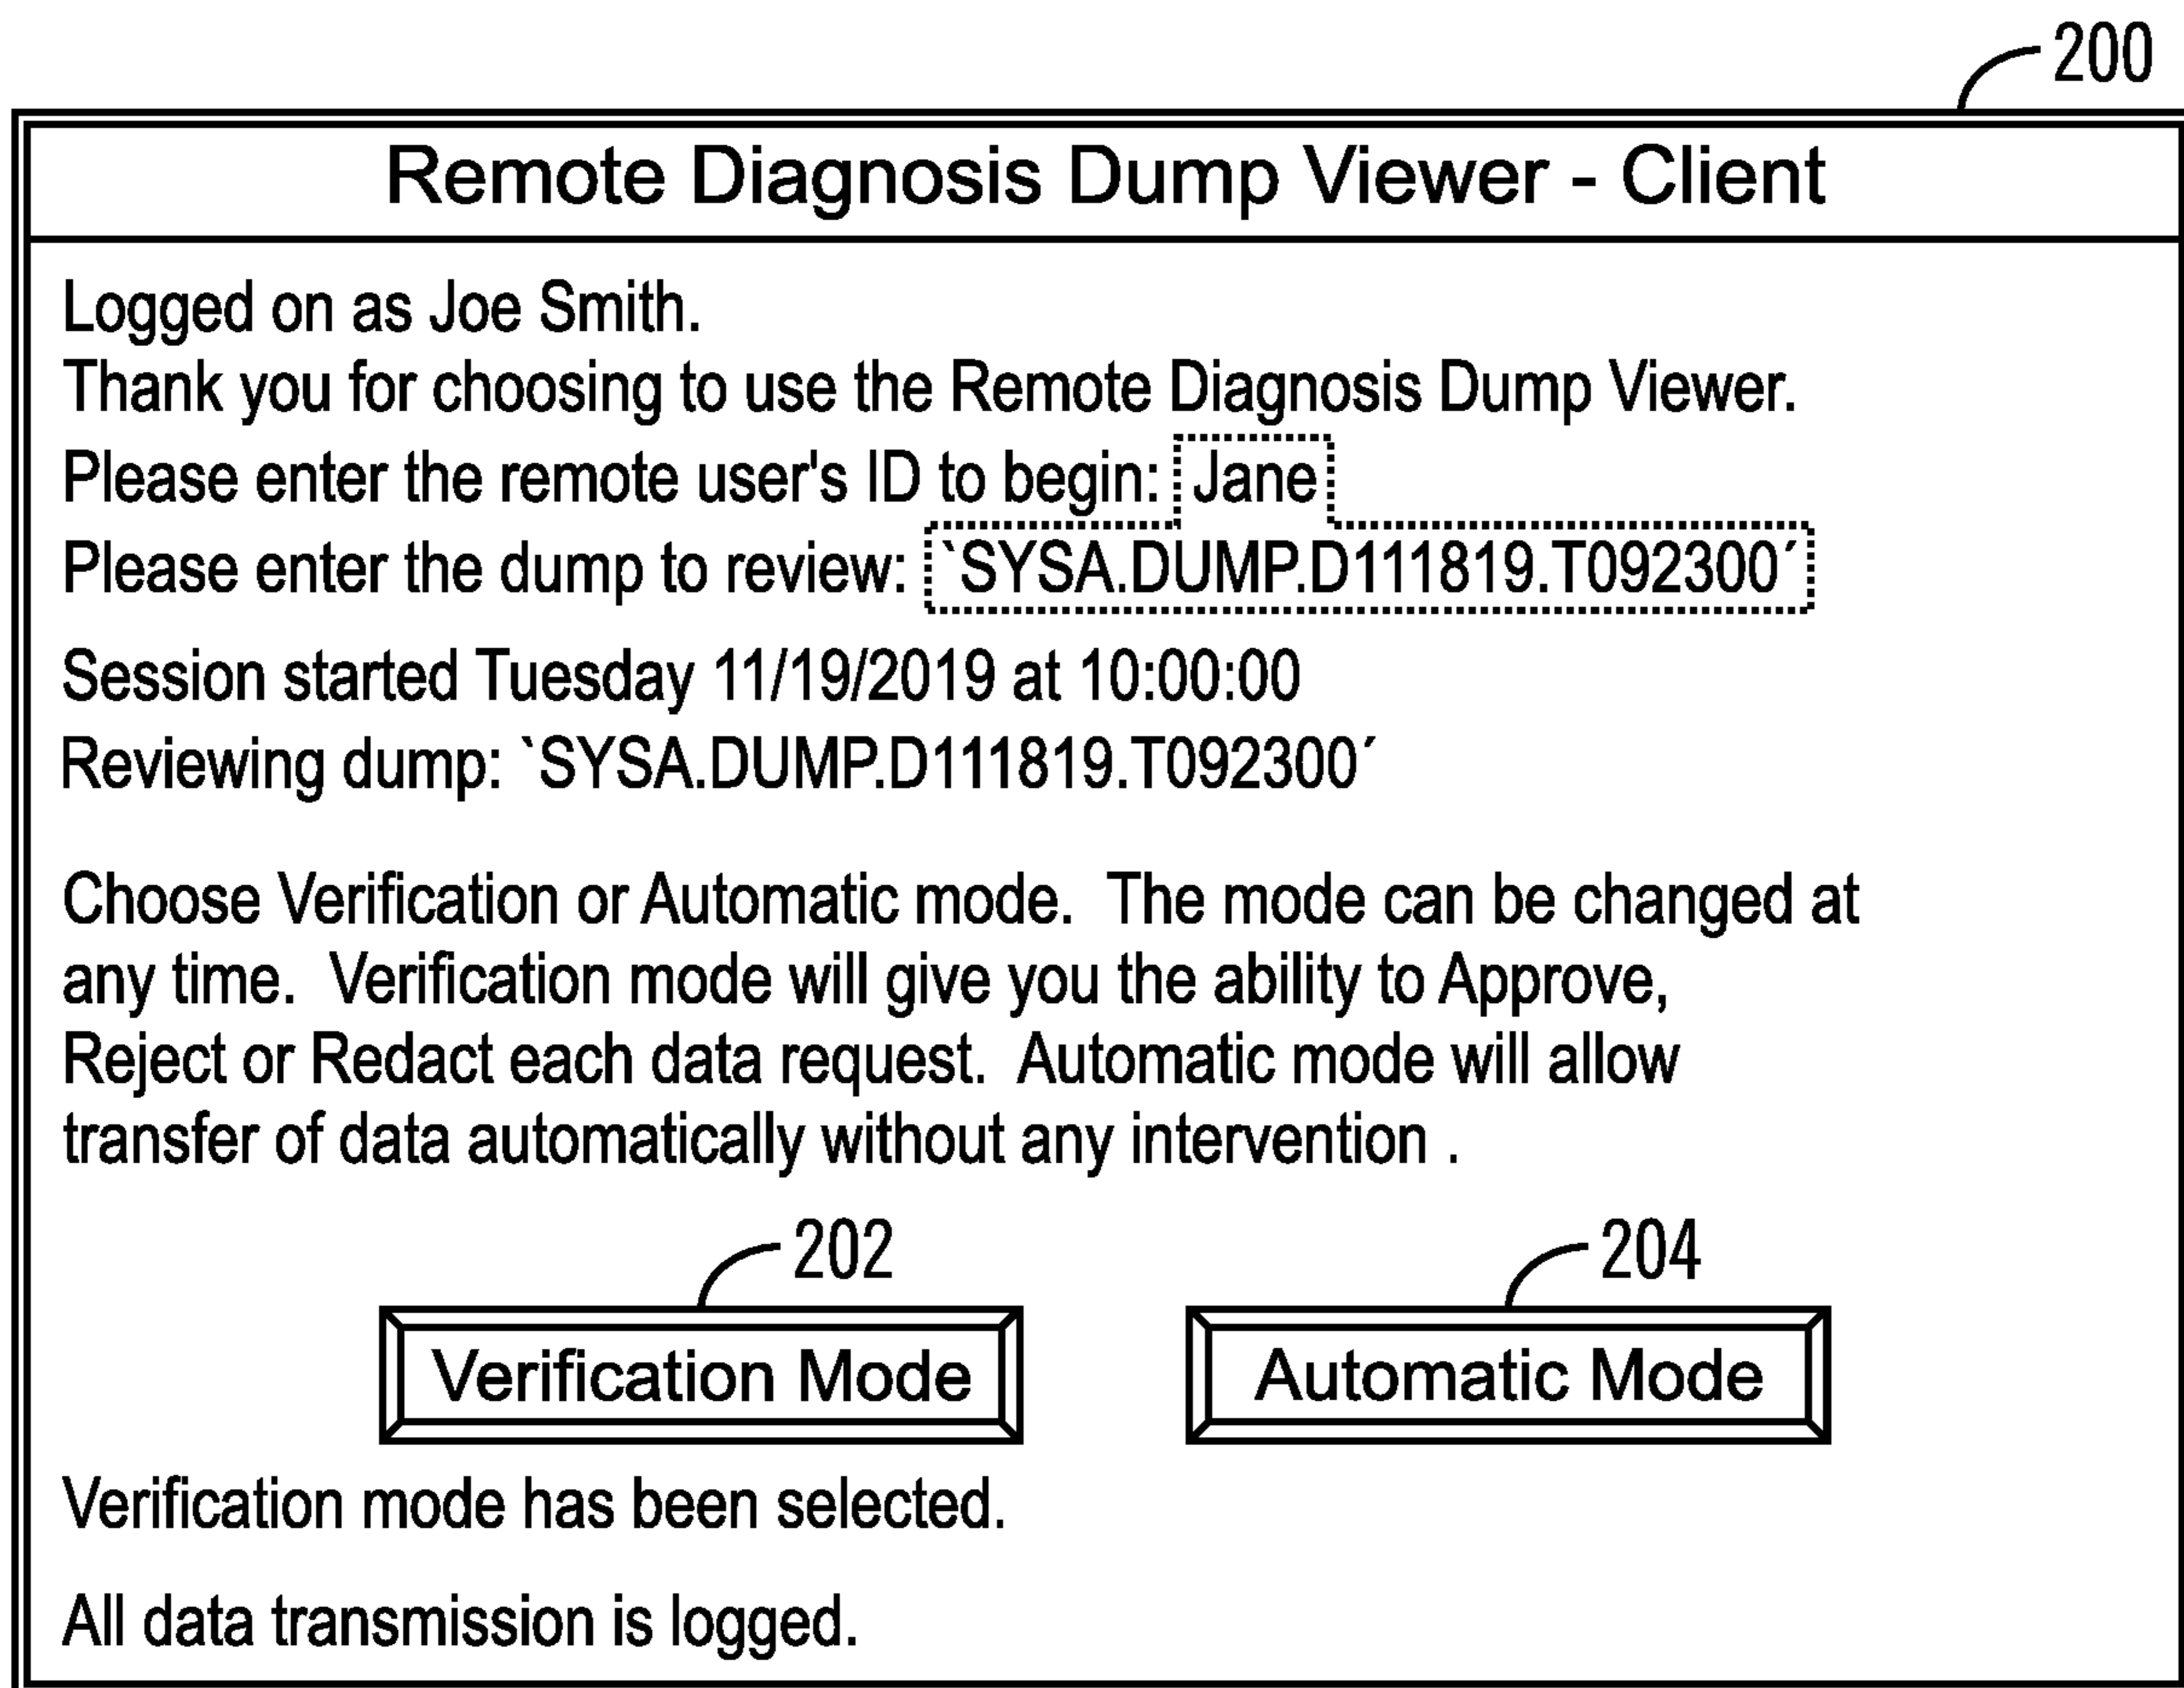 200
Remote Diagnosis Dump Viewer - Client
Logged on as Joe Smith.
Thank you for choosing to use the Remote Diagnosis Dump Viewer.
Please enter the remote user's ID to begin: Jane
Please enter the dump to review: `SYSA.DUMP.D111819.T092300´
Session started Tuesday 11/19/2019 at 10:00:00
Reviewing dump: `SYSA.DUMP.D111819.T092300´
Choose Verification or Automatic mode.  The mode can be changed at
any time.  Verification mode will give you the ability to Approve,
Reject or Redact each data request.  Automatic mode will allow
transfer of data automatically without any intervention .
202 204
Verification Mode Automatic Mode
Verification mode has been selected.
All data transmission is logged.